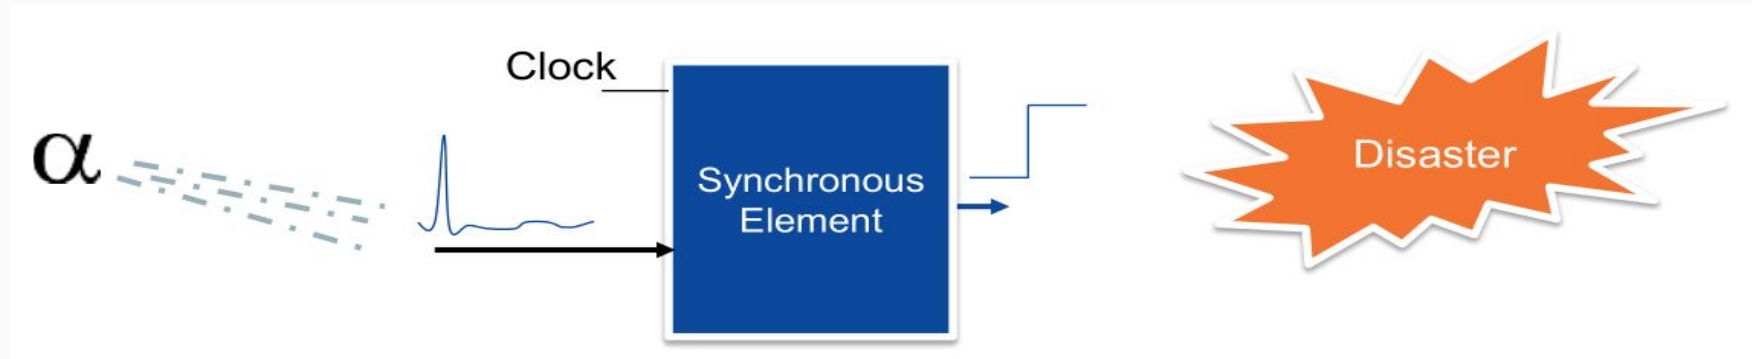 Clock
α
Synchronous
Element
Disaster